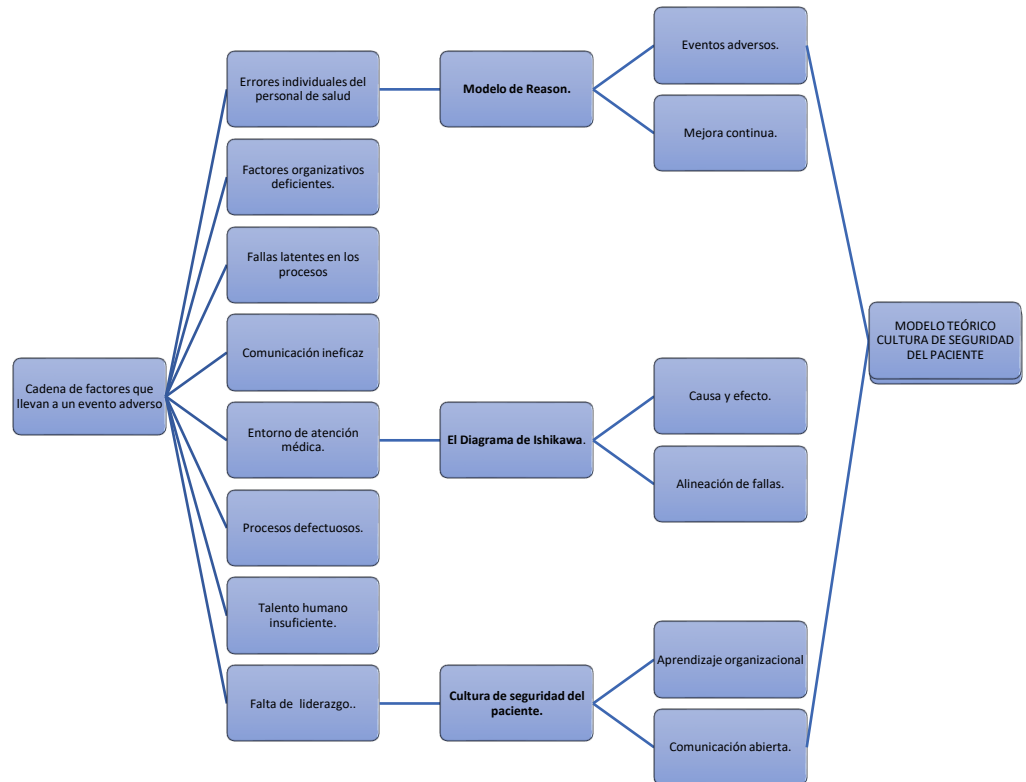 Cadena de factores que
llevan a un evento adverso
Errores individuales del
personal de salud
Factores organizativos
deficientes.
Fallas latentes en los
procesos
Comunicación ineficaz
Entorno de atención
médica.
Procesos defectuosos.
Talento humano
insuficiente.
Falta de liderazgo..
Modelo de Reason.
El Diagrama de Ishikawa.
Cultura de seguridad del
paciente.
Eventos adversos.
Mejora continua.
Causa y efecto.
Alineación de fallas.
Aprendizaje organizacional
Comunicación abierta.
MODELO TEÓRICO
CULTURA DE SEGURIDAD
DEL PACIENTE